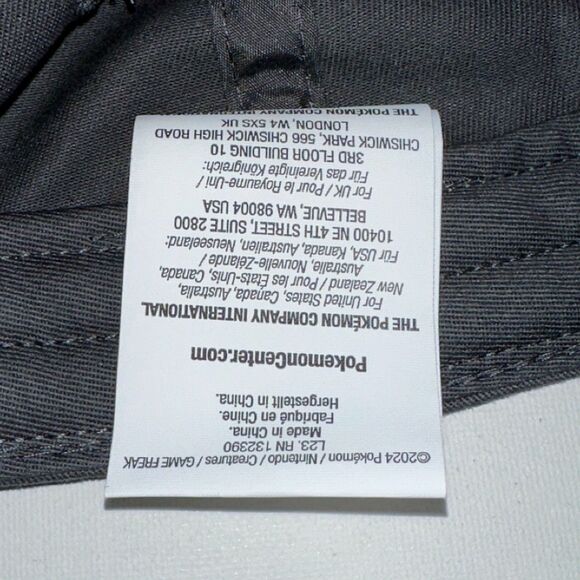 ©2024 Pokémon / Nintendo / Creatures / GAME FREAK
L23. RN 132390
Made in China.
Fabriqué en Chine.
Hergestellt in China.
PokemonCenter.com
THE POKÉMON COMPANY INTERNATIONAL
For United States, Canada, Australia,
New Zealand / Pour les États-Unis, Canada,
Australie, Nouvelle-Zélande /
Für USA, Kanada, Australien, Neuseeland:
10400 NE 4TH STREET, SUITE 2800
BELLEVUE, WA 98004 USA
For UK / Pour le Royaume-Uni /
Für das Vereinigte Königreich:
3RD FLOOR BUILDING 10
CHISWICK PARK, 566 CHISWICK HIGH ROAD
LONDON, W4 5XS UK
THE POKÉMON COMPANY